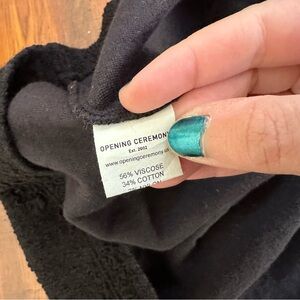 OPENING CEREMONY
Est. 2002
www.openingceremony.us
56% VISCOSE
34% COTTON